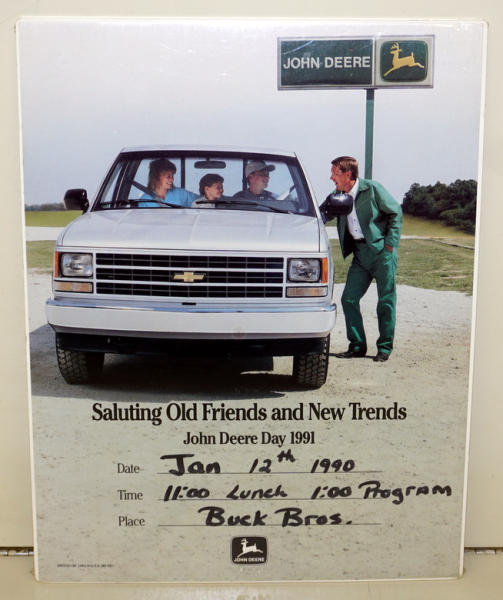 JOHN DEERE
Saluting Old Friends and New Trends
John Deere Day 1991
Date Jan 12th 1990
Time 11:00 Lunch 1:00 Program
Place Buck Bros.
JOHN DEERE